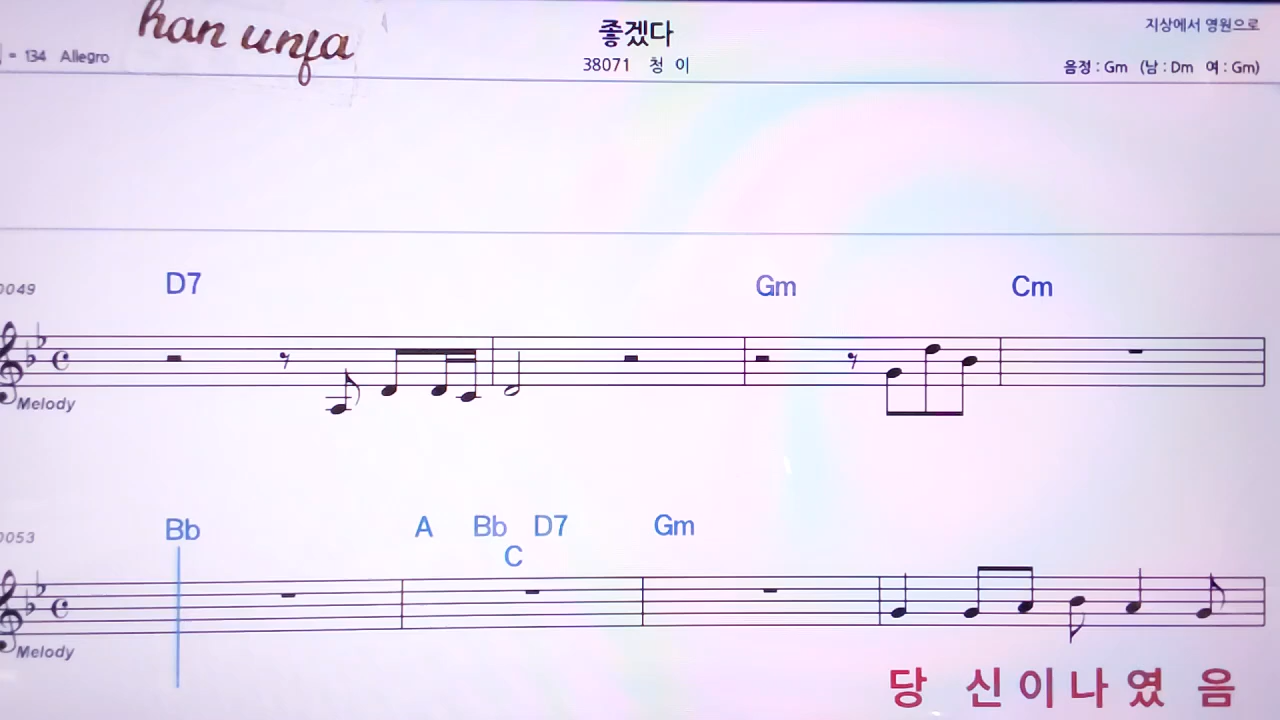 han unfa
좋겠다
지상에서 영원으로
= 134 Allegro
38071 청 이
음정 : Gm (남 : Dm 여 : Gm)
0049
D7 Gm Cm
Melody
0053
Bb A Bb D7 Gm
C
Melody
당 신 이 나 였 음